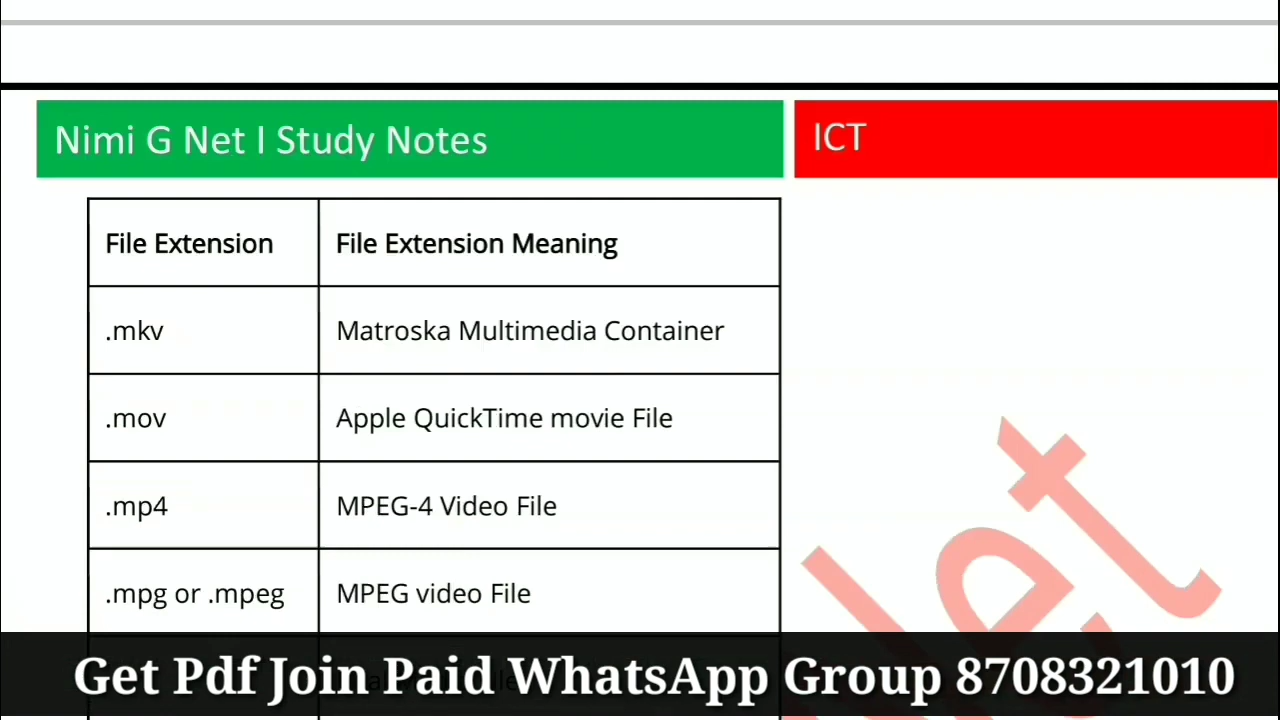 Nimi G Net I Study Notes
ICT
File Extension File Extension Meaning
.mkv Matroska Multimedia Container
.mov Apple QuickTime movie File
.mp4 MPEG-4 Video File
.mpg or .mpeg MPEG video File
Get Pdf Join Paid WhatsApp Group 8708321010